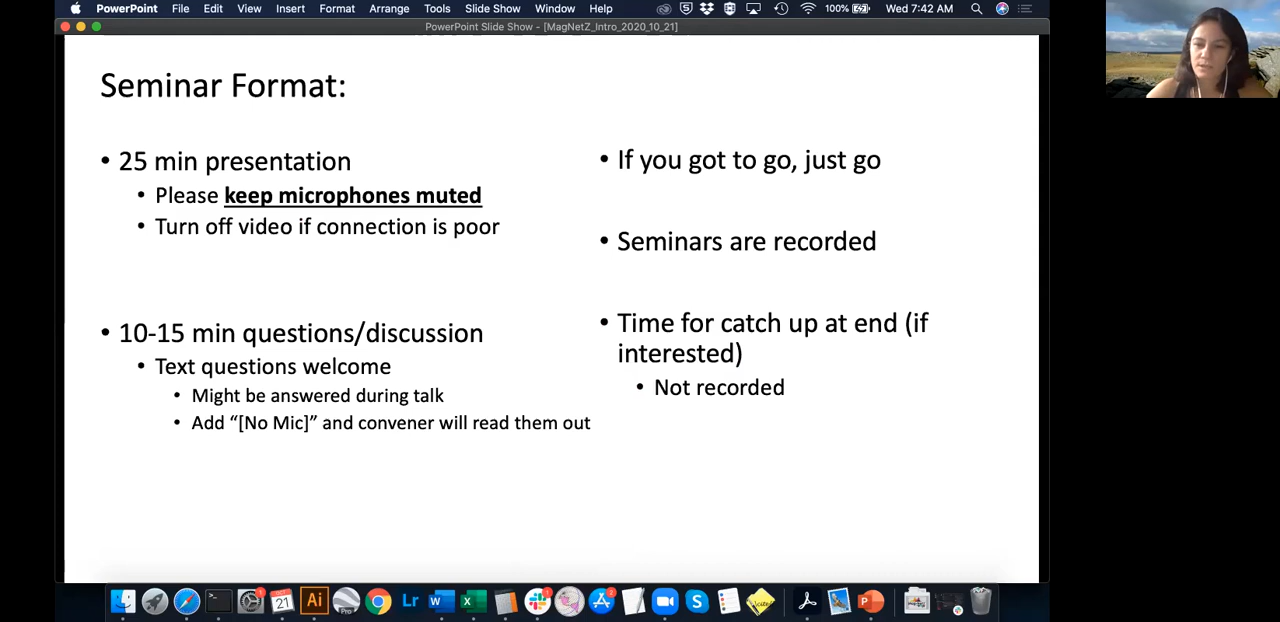 PowerPoint File Edit View Insert Format Arrange Tools Slide Show Window Help 100% Wed 7:42 AM
PowerPoint Slide Show - [MagNetZ_Intro_2020_10_21]
Seminar Format:
• 25 min presentation
• Please keep microphones muted
• Turn off video if connection is poor
• 10-15 min questions/discussion
• Text questions welcome
• Might be answered during talk
• Add “[No Mic]” and convener will read them out
• If you got to go, just go
• Seminars are recorded
• Time for catch up at end (if
interested)
• Not recorded
21 Ai Pro Lr W X S P